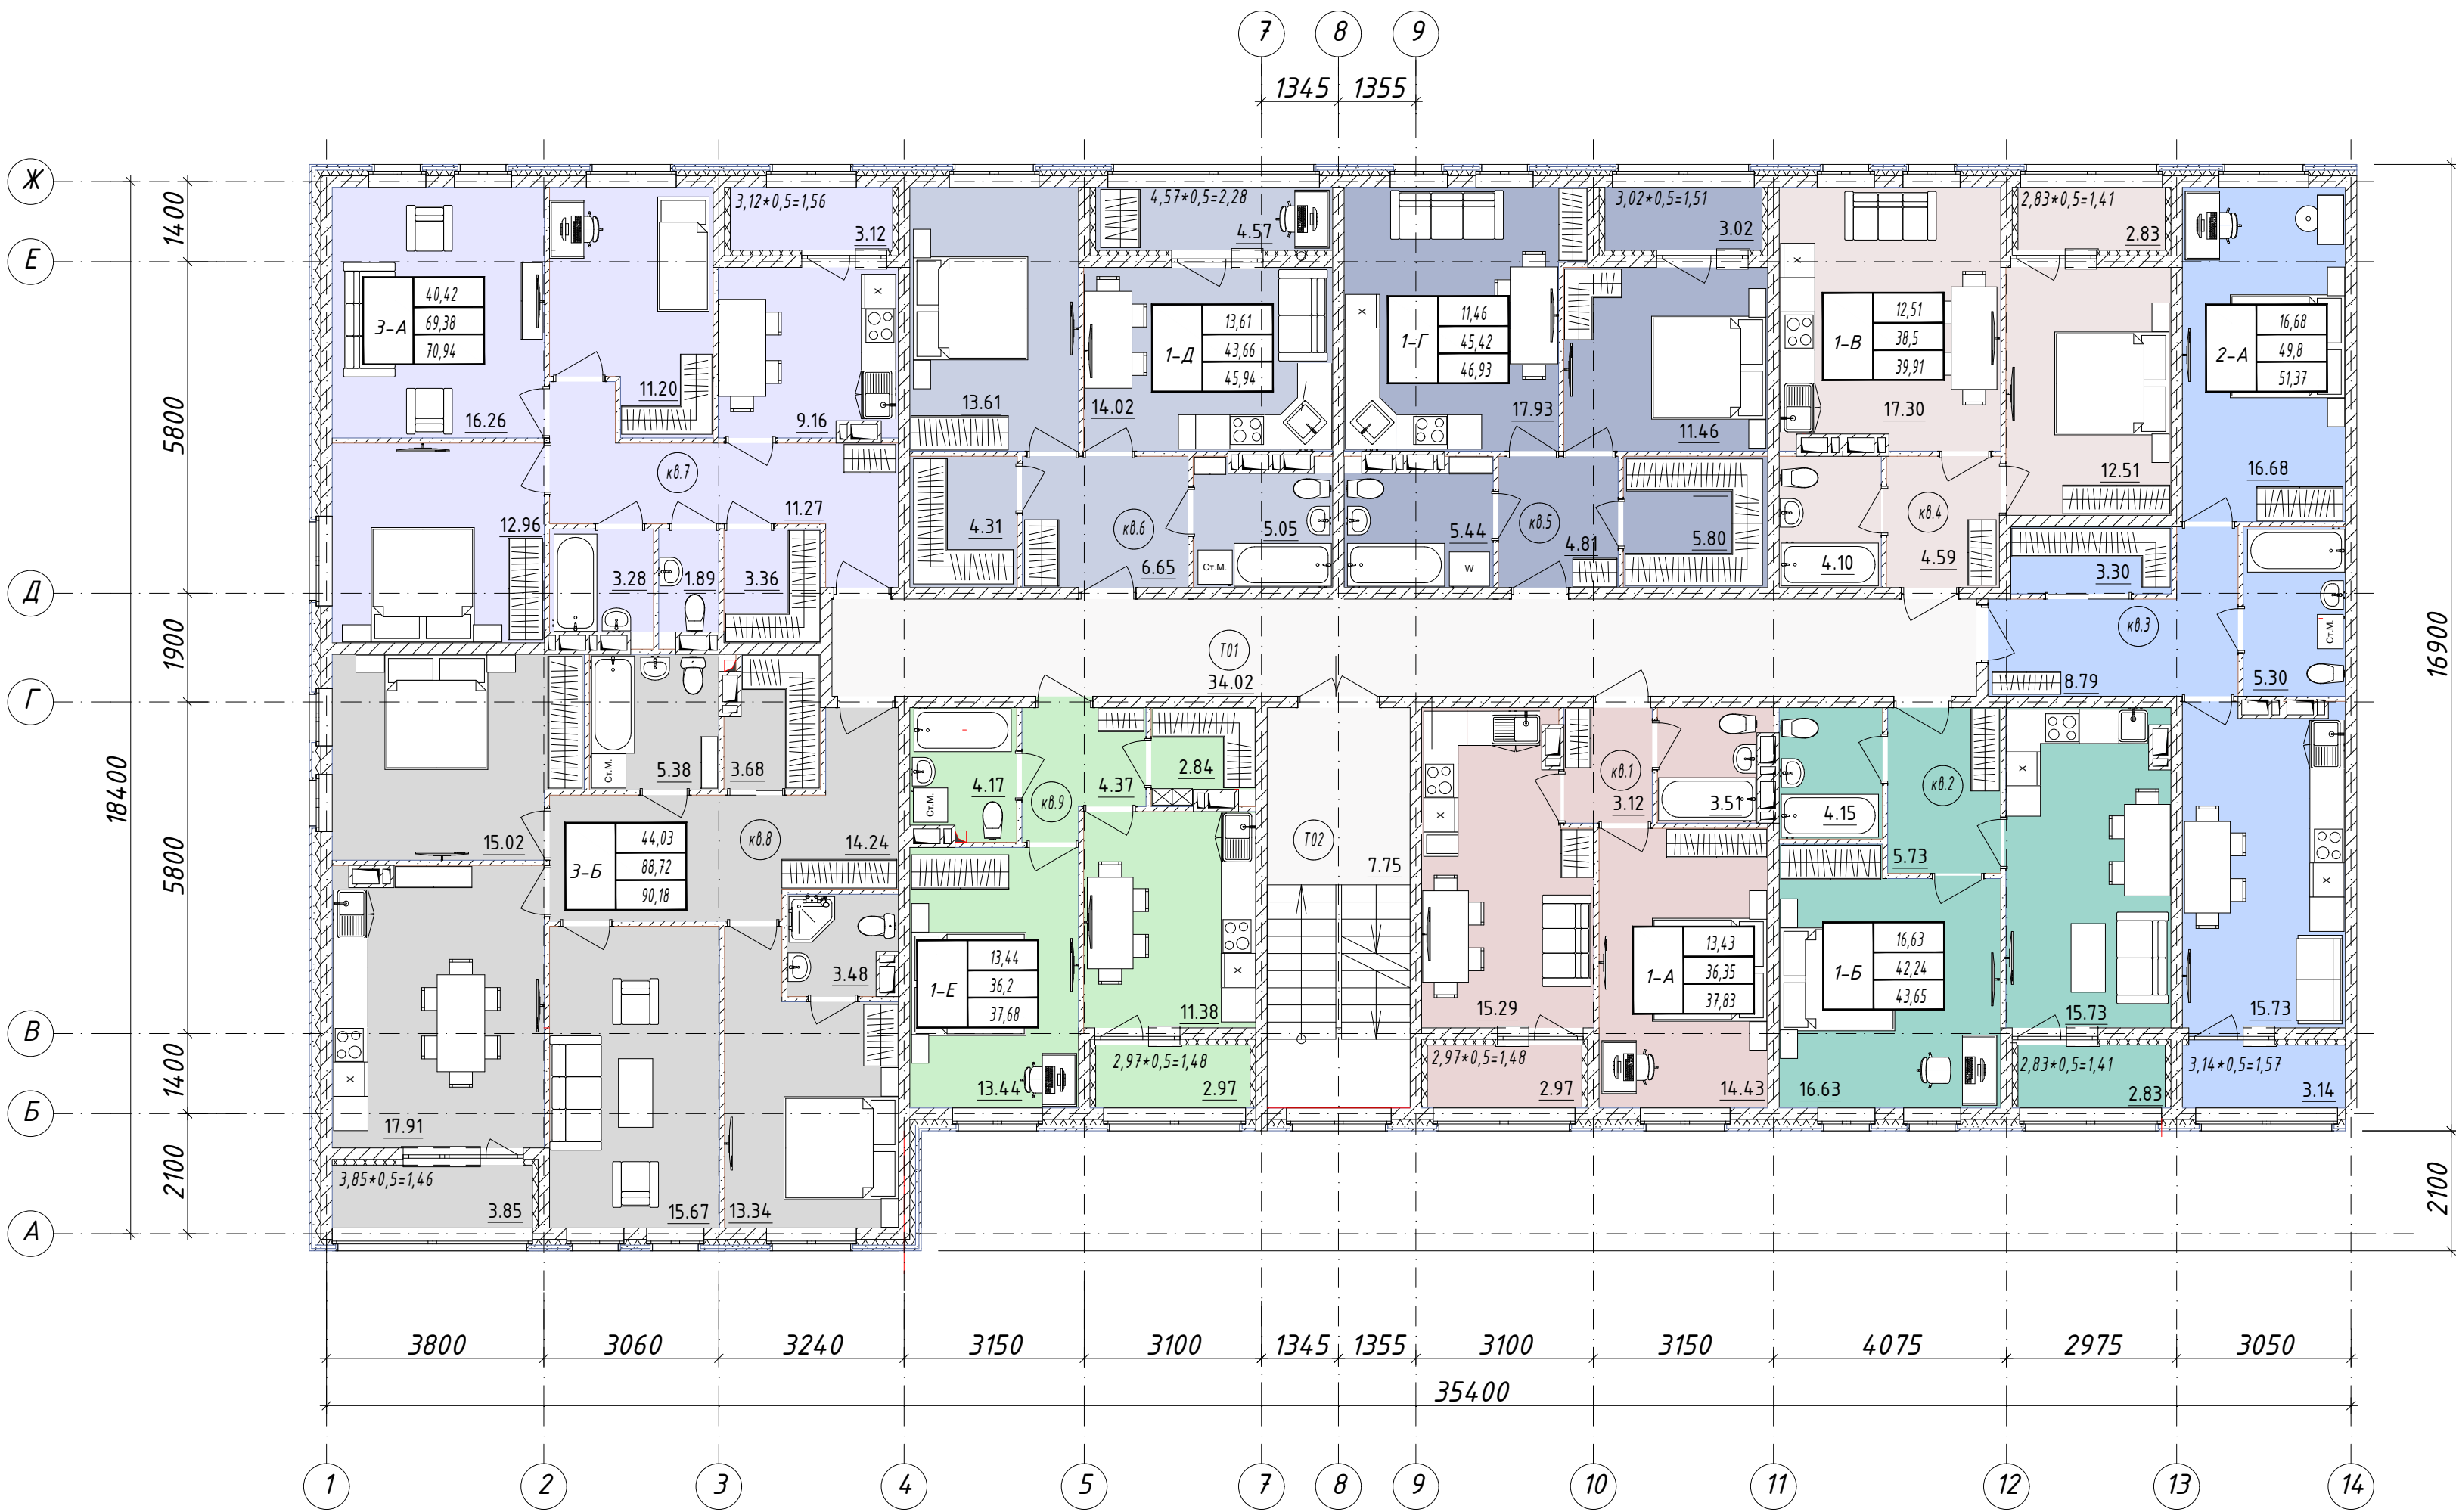 7 8 9
1345 1355
Ж
Е
Д
Г
В
Б
А
1400
5800
1900
5800
1400
2100
18400
16900
2100
3-А
40,42
69,38
70,94
16.26
11.20
3,12*0,5=1,56
3.12
9.16
кв.7
11.27
12.96
3.28
1.89
3.36
X
13.61
4,57*0,5=2,28
4.57
1-Д
13,61
43,66
45,94
14.02
4.31
кв.6
6.65
5.05
Ст.М.
1-Г
11,46
45,42
46,93
X
17.93
3,02*0,5=1,51
3.02
11.46
5.44
W
кв.5
4.81
5.80
X
1-В
12,51
38,5
39,91
17.30
2,83*0,5=1,41
2.83
12.51
4.10
кв.4
4.59
2-А
16,68
49,8
51,37
16.68
3.30
кв.3
8.79
Ст.М.
5.30
Т01
34.02
15.02
Ст.М.
5.38
3.68
3-Б
44,03
88,72
90,18
кв.8
14.24
3.48
X
17.91
3,85*0,5=1,46
3.85
15.67
13.34
4.17
Ст.М.
кв.9
4.37
2.84
1-Е
13,44
36,2
37,68
X
11.38
13.44
2,97*0,5=1,48
2.97
Т02
7.75
X
кв.1
3.12
3.51
15.29
2,97*0,5=1,48
2.97
1-А
13,43
36,35
37,83
14.43
4.15
кв.2
5.73
X
1-Б
16,63
42,24
43,65
16.63
15.73
2,83*0,5=1,41
2.83
X
15.73
3,14*0,5=1,57
3.14
3800 3060 3240 3150 3100 1345 1355 3100 3150 4075 2975 3050
35400
1 2 3 4 5 7 8 9 10 11 12 13 14